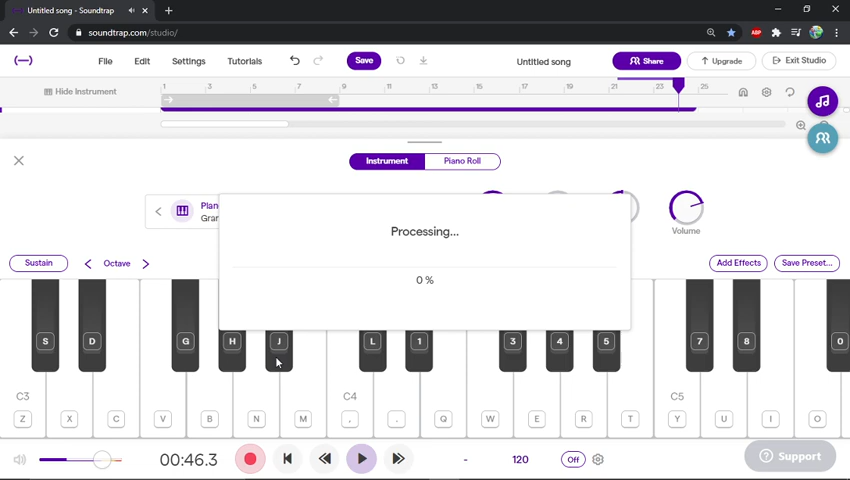 Untitled song - Soundtrap
soundtrap.com/studio/
ABP
File Edit Settings Tutorials Save Untitled song Share Upgrade Exit Studio
Hide Instrument 1 3 5 7 9 11 13 15 17 19 21 23 25
Instrument Piano Roll
Gran
Processing...
Volume
Sustain Octave Add Effects Save Preset...
0 %
S D G H J L 1 3 4 5 7 8 0
C3 C4 C5
Z X C V B N M , . Q W E R T Y U I O
00:46.3 - 120 Off Support